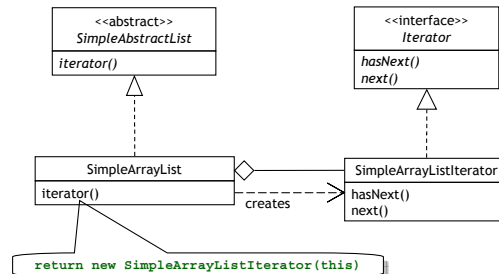 <<abstract>>
SimpleAbstractList
iterator()
<<interface>>
Iterator
hasNext()
next()
SimpleArrayList
iterator()
creates
SimpleArrayListIterator
hasNext()
next()
return new SimpleArrayListIterator(this)